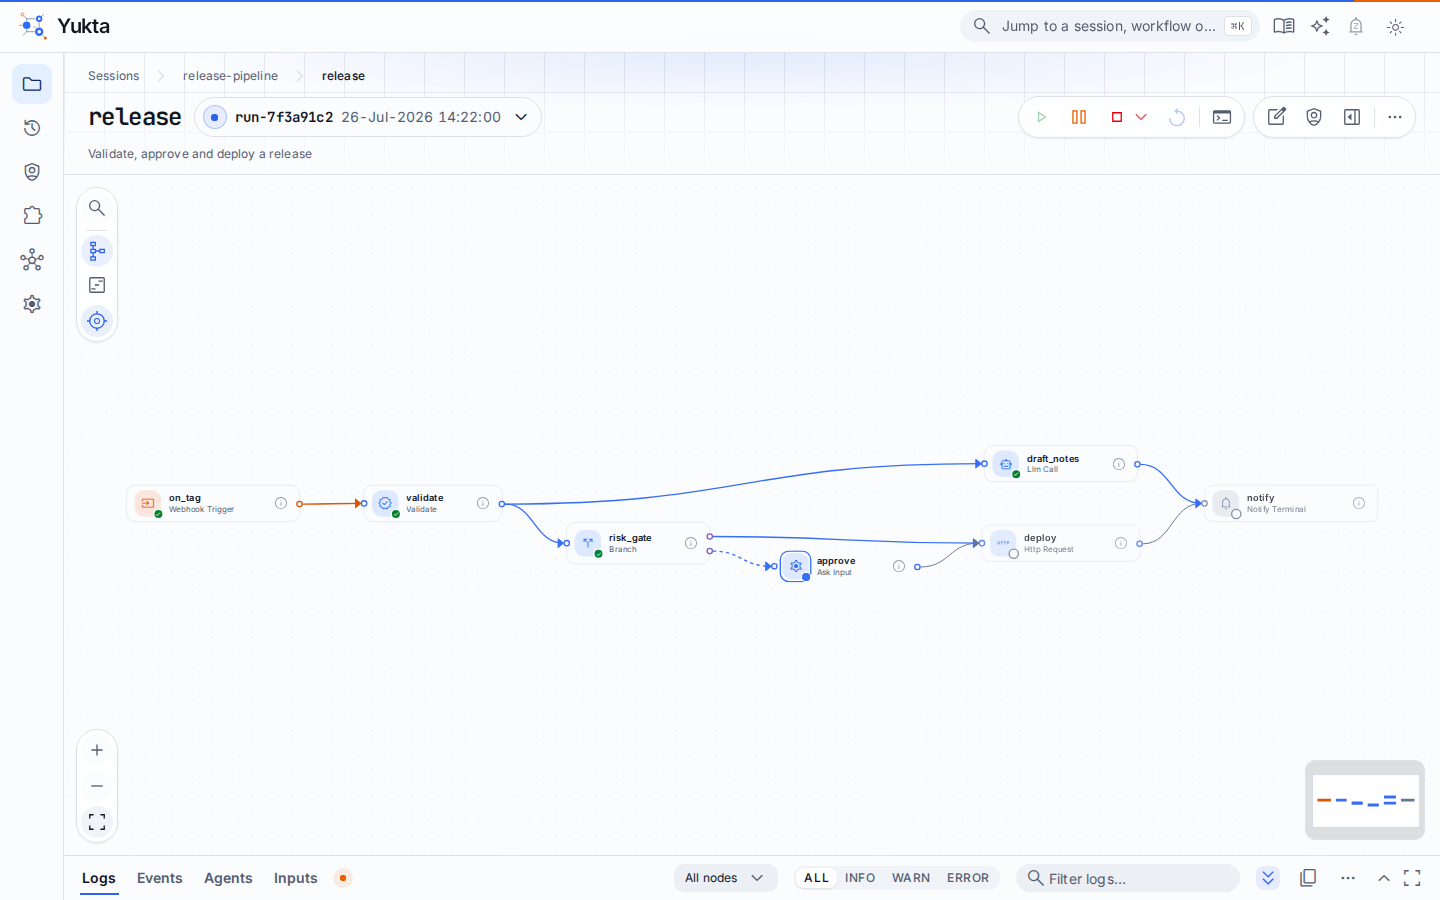 Yukta
Jump to a session, workflow o...
⌘K
Sessions
release-pipeline
release
release
run-7f3a91c2 26-Jul-2026 14:22:00
Validate, approve and deploy a release
on_tag
Webhook Trigger
validate
Validate
risk_gate
Branch
approve
Ask Input
draft_notes
Llm Call
HTTP
deploy
Http Request
notify
Notify Terminal
Logs
Events
Agents
Inputs
All nodes
ALL
INFO
WARN
ERROR
Filter logs...